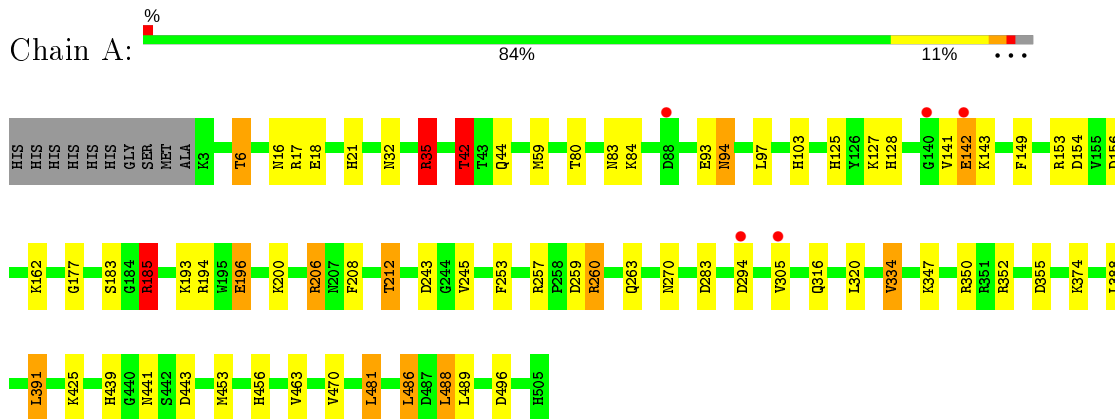 %
Chain A:
84% 11% • • •
HIS HIS HIS HIS HIS HIS GLY SER MET ALA K3 T6 N16 R17 E18 H21 N32 R35 T42 T43 Q44 M59 T80 N83 K84 D88 E93 N94 L97 H103 H125 Y126 K127 H128 G140 V141 E142 K143 F149 R153 D154 V155 D156
K162 G177 S183 G184 R185 K193 R194 W195 E196 K200 R206 N207 F208 T212 D243 G244 V245 F253 R257 P258 D259 R260 Q263 N270 D283 D294 V305 Q316 L320 V334 K347 R350 R351 R352 D355 K374 L388
L391 K425 H439 G440 N441 S442 D443 M453 H456 V463 V470 L481 L486 D487 L488 L489 D496 H505